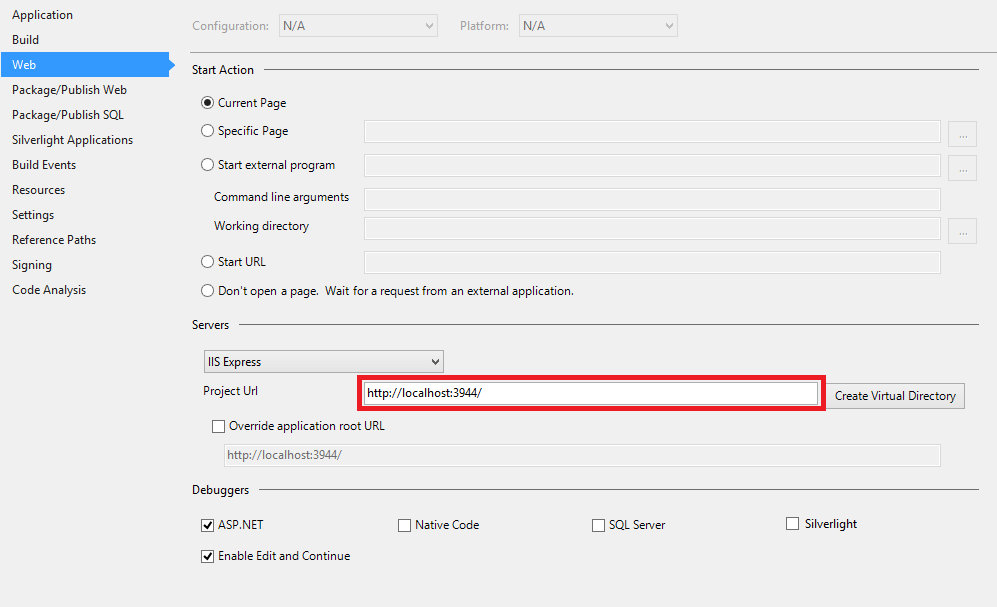 Application
Build
Web
Package/Publish Web
Package/Publish SQL
Silverlight Applications
Build Events
Resources
Settings
Reference Paths
Signing
Code Analysis
Configuration: N/A Platform: N/A
Start Action
Current Page
Specific Page ...
Start external program ...
Command line arguments
Working directory ...
Start URL
Don't open a page. Wait for a request from an external application.
Servers
IIS Express
Project Url http://localhost:3944/ Create Virtual Directory
Override application root URL
http://localhost:3944/
Debuggers
ASP.NET Native Code SQL Server Silverlight
Enable Edit and Continue